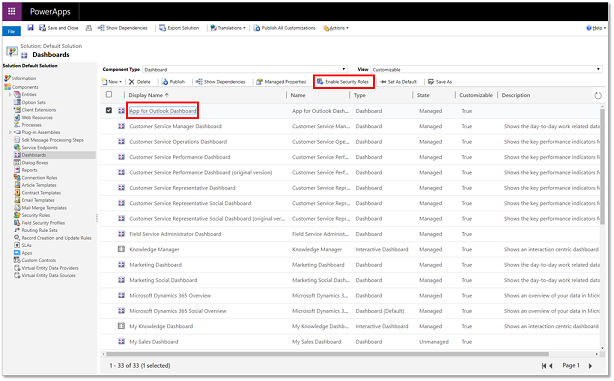 PowerApps
File
Save and Close
Show Dependencies
Export Solution
Translations
Publish All Customizations
Actions
Help
Solution: Default Solution
Dashboards
Solution Default Solution
Information
Components
Entities
Option Sets
Client Extensions
Web Resources
Processes
Plug-in Assemblies
Sdk Message Processing Steps
Service Endpoints
Dashboards
Dialog Boxes
Reports
Connection Roles
Article Templates
Contract Templates
Email Templates
Mail Merge Templates
Security Roles
Field Security Profiles
Routing Rule Sets
Record Creation and Update Rules
SLAs
Apps
Custom Controls
Virtual Entity Data Providers
Virtual Entity Data Sources
Component Type Dashboard View Customizable
New Delete Publish Show Dependencies Managed Properties Enable Security Roles Set As Default Save As
Display Name Name Type State Customizable Description
App for Outlook Dashboard App for Outlook Dash... Dashboard Managed True
Customer Service Manager Dashboard Customer Service Man... Dashboard Managed True Shows the day-to-day work related data
Customer Service Operations Dashboard Customer Service Ope... Dashboard Managed True Shows the key performance indicators f
Customer Service Performance Dashboard Customer Service Perf... Dashboard Managed True Shows the key performance indicators f
Customer Service Performance Dashboard (original version) Customer Service Perf... Dashboard Managed True Shows the key performance indicators f
Customer Service Representative Dashboard Customer Service Repr... Dashboard Managed True Shows the day-to-day work related data
Customer Service Representative Social Dashboard Customer Service Repr... Dashboard Managed True Shows the day-to-day work related data
Customer Service Representative Social Dashboard (original ver... Customer Service Repr... Dashboard Managed True Shows the day-to-day work related data
Field Service Administrator Dashboard Field Service Administ... Dashboard Managed True
Knowledge Manager Knowledge Manager Interactive Dashboard Managed True Shows an interaction centric dashboard
Marketing Dashboard Marketing Dashboard Dashboard Managed True Shows the day-to-day work related data
Marketing Social Dashboard Marketing Social Dash... Dashboard Managed True Shows the day-to-day work related data
Microsoft Dynamics 365 Overview Microsoft Dynamics 3... Dashboard Managed True Shows an overview of your data in Micro
Microsoft Dynamics 365 Social Overview Microsoft Dynamics 3... Dashboard (Default) Managed True Shows an overview of your data in Micro
My Knowledge Dashboard My Knowledge Dashb... Interactive Dashboard Managed True Shows an interaction centric dashboard
My Sales Dashboard My Sales Dashboard Dashboard Unmanaged True
1 - 33 of 33 (1 selected)
Page 1